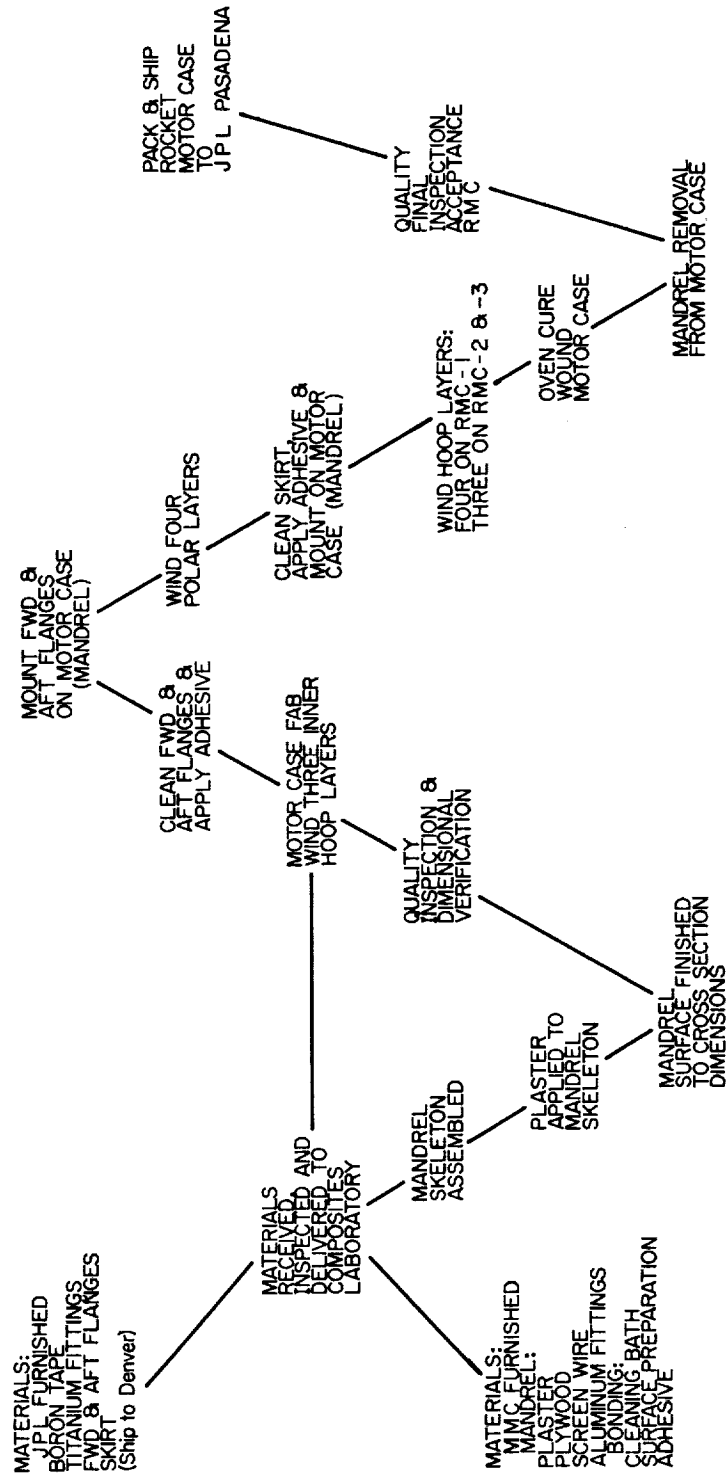 MATERIALS:
JPL FURNISHED
BORON TAPE
TITANIUM FITTINGS
FWD & AFT FLANGES
SKIRT
(Ship to Denver)
MATERIALS:
MMC FURNISHED
MANDREL:
PLASTER
PLYWOOD
SCREEN WIRE
ALUMINUM FITTINGS
BONDING:
CLEANING BATH
SURFACE PREPARATION
ADHESIVE
MATERIALS
RECEIVED,
INSPECTED AND
DELIVERED TO
COMPOSITES
LABORATORY
MANDREL
SKELETON
ASSEMBLED
PLASTER
APPLIED TO
MANDREL
SKELETON
MANDREL
SURFACE FINISHED
TO CROSS SECTION
DIMENSIONS
QUALITY
INSPECTION &
DIMENSIONAL
VERIFICATION
MOTOR CASE FAB
WIND THREE INNER
HOOP LAYERS
CLEAN FWD &
AFT FLANGES &
APPLY ADHESIVE
MOUNT FWD &
AFT FLANGES
ON MOTOR CASE
(MANDREL)
WIND FOUR
POLAR LAYERS
CLEAN SKIRT,
APPLY ADHESIVE &
MOUNT ON MOTOR
CASE (MANDREL)
WIND HOOP LAYERS:
FOUR ON RMC-1
THREE ON RMC-2 & -3
OVEN CURE
WOUND
MOTOR CASE
MANDREL REMOVAL
FROM MOTOR CASE
QUALITY
FINAL
INSPECTION
ACCEPTANCE
RMC
PACK & SHIP
ROCKET
MOTOR CASE
TO
JPL PASADENA